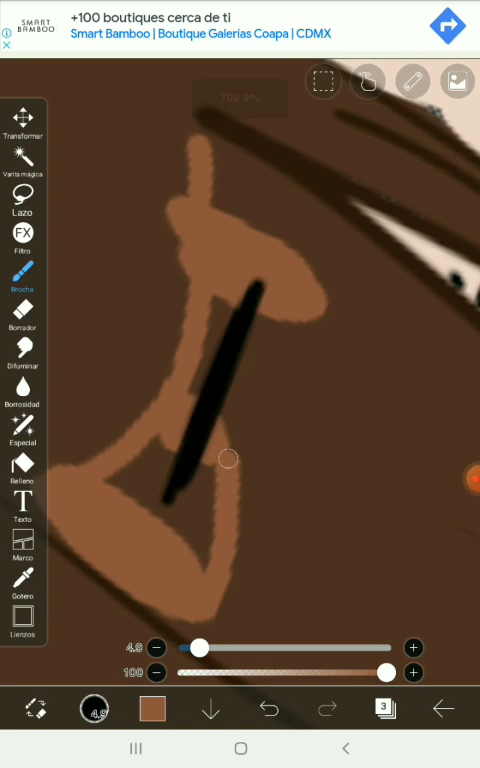 SMART
BAMBOO
+100 boutiques cerca de ti
Smart Bamboo | Boutique Galerías Coapa | CDMX
702.9%
Transformar
Varita mágica
Lazo
FX
Filtro
Brocha
Borrador
Difuminar
Borrosidad
Especial
Relleno
T
Texto
Marco
Gotero
Lienzos
4.9
100
4.9
3